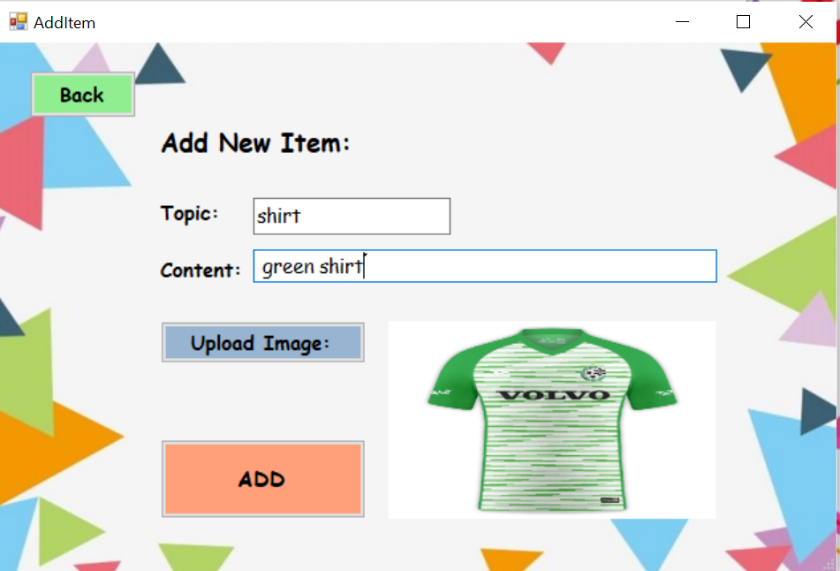 AddItem
Back
Add New Item:
Topic: shirt
Content: green shirt
Upload Image:
VOLVO
ADD